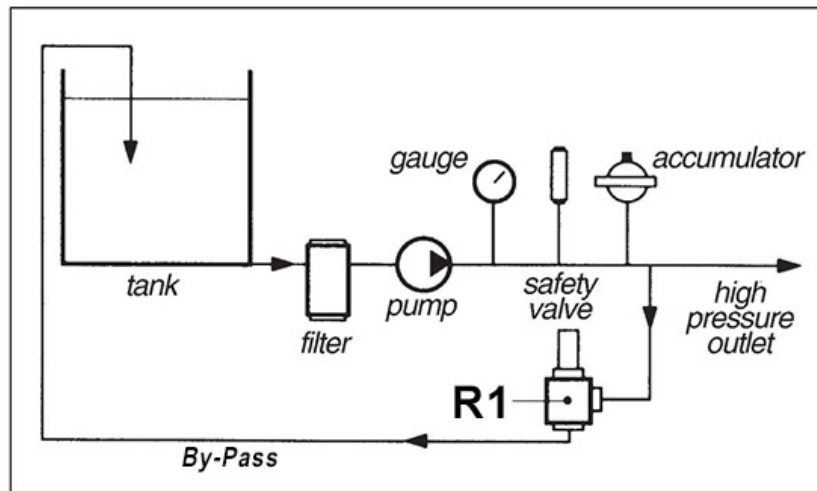 gauge
accumulator
tank
filter
pump
safety
valve
high
pressure
outlet
R1
By-Pass